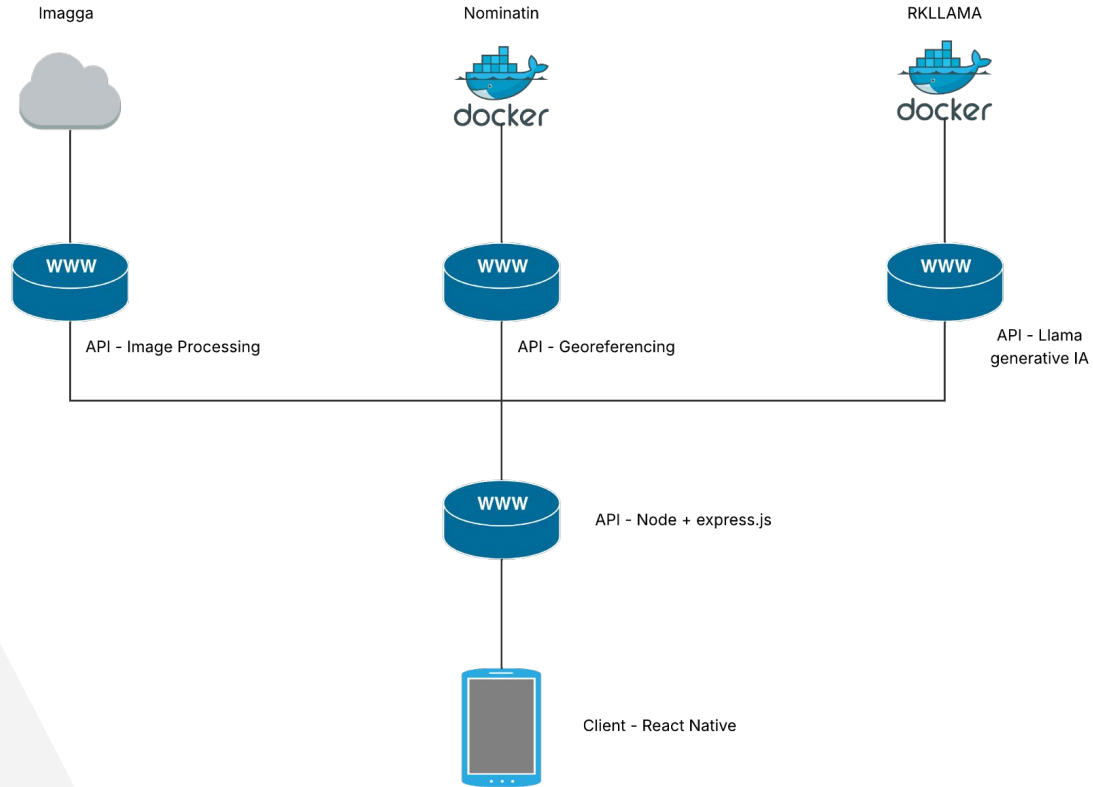 Imagga
Nominatin
RKLLAMA
docker
docker
WWW
WWW
WWW
API - Image Processing
API - Georeferencing
API - Llama
generative IA
WWW
API - Node + express.js
Client - React Native